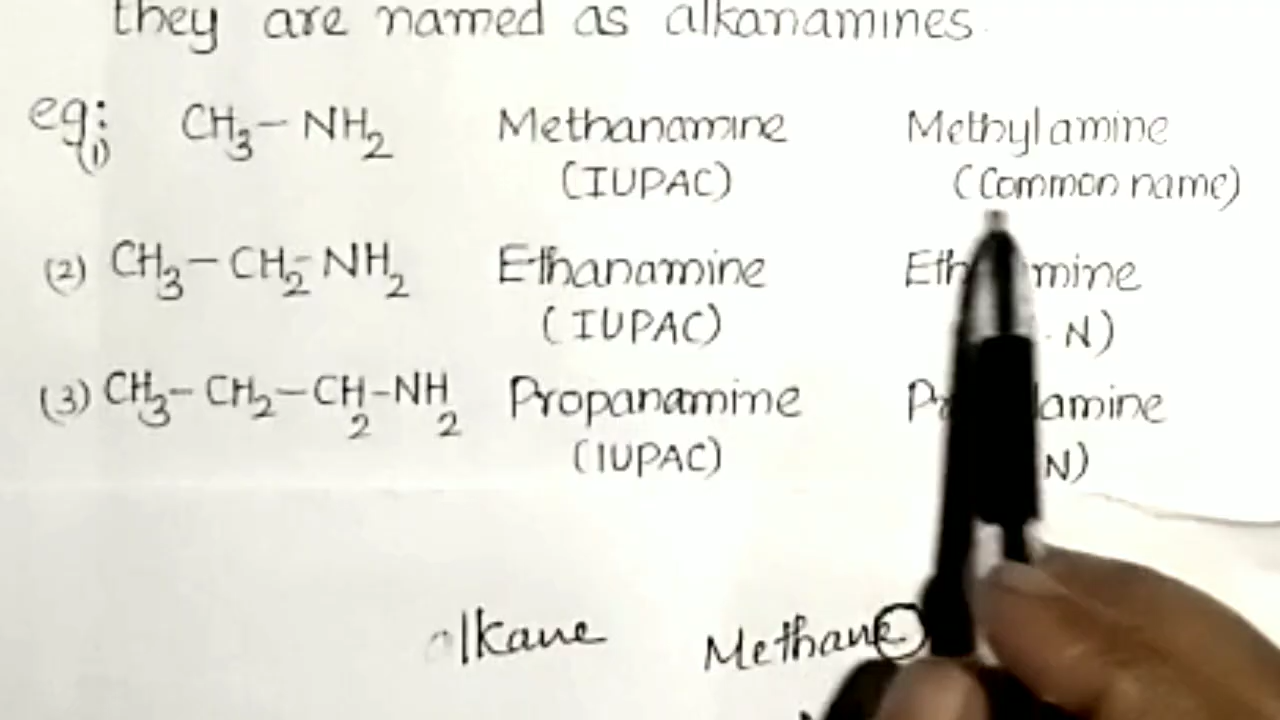 they are named as alkanamines.
eg: (1) CH3 – NH2 Methanamine Methylamine
(IUPAC) (Common name)
(2) CH3 – CH2 – NH2 Ethanamine
(IUPAC) N)
(3) CH3 – CH2 – CH2 – NH2 Propanamine
(IUPAC) N)
alkane Methane